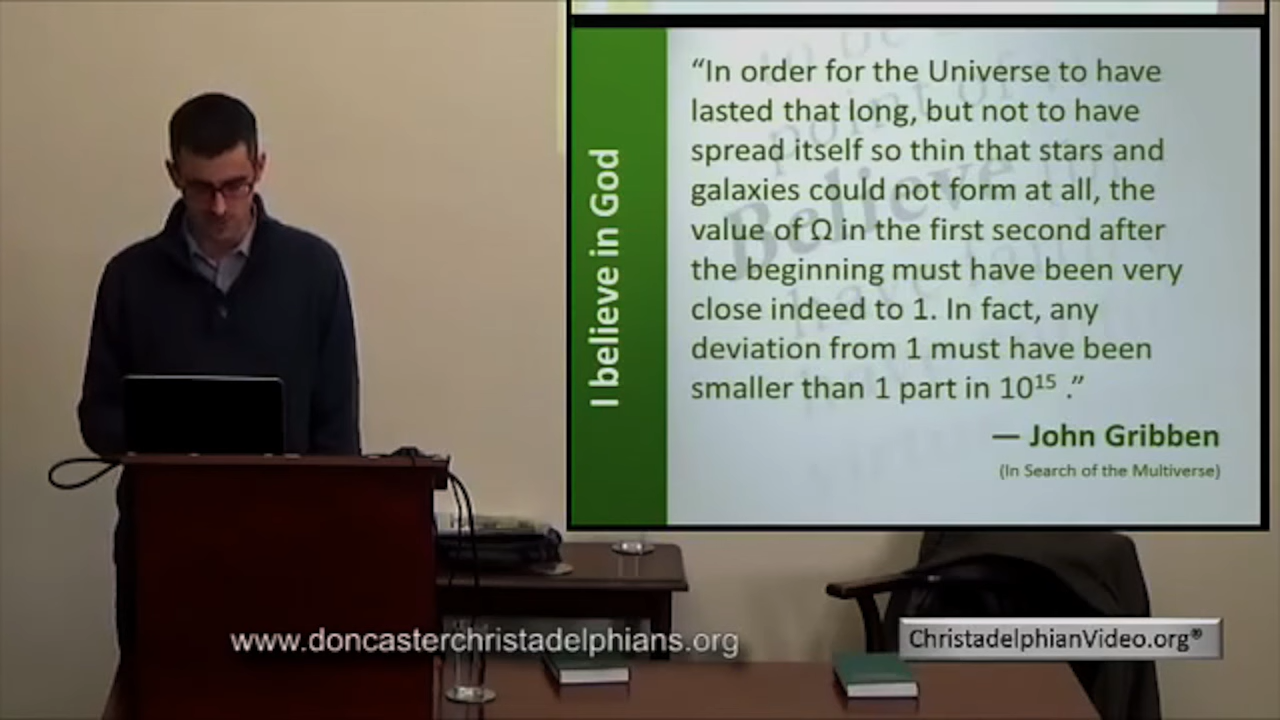 I believe in God
“In order for the Universe to have
lasted that long, but not to have
spread itself so thin that stars and
galaxies could not form at all, the
value of Ω in the first second after
the beginning must have been very
close indeed to 1. In fact, any
deviation from 1 must have been
smaller than 1 part in 10¹⁵ .”
— John Gribben
(In Search of the Multiverse)
www.doncasterchristadelphians.org
ChristadelphianVideo.org®